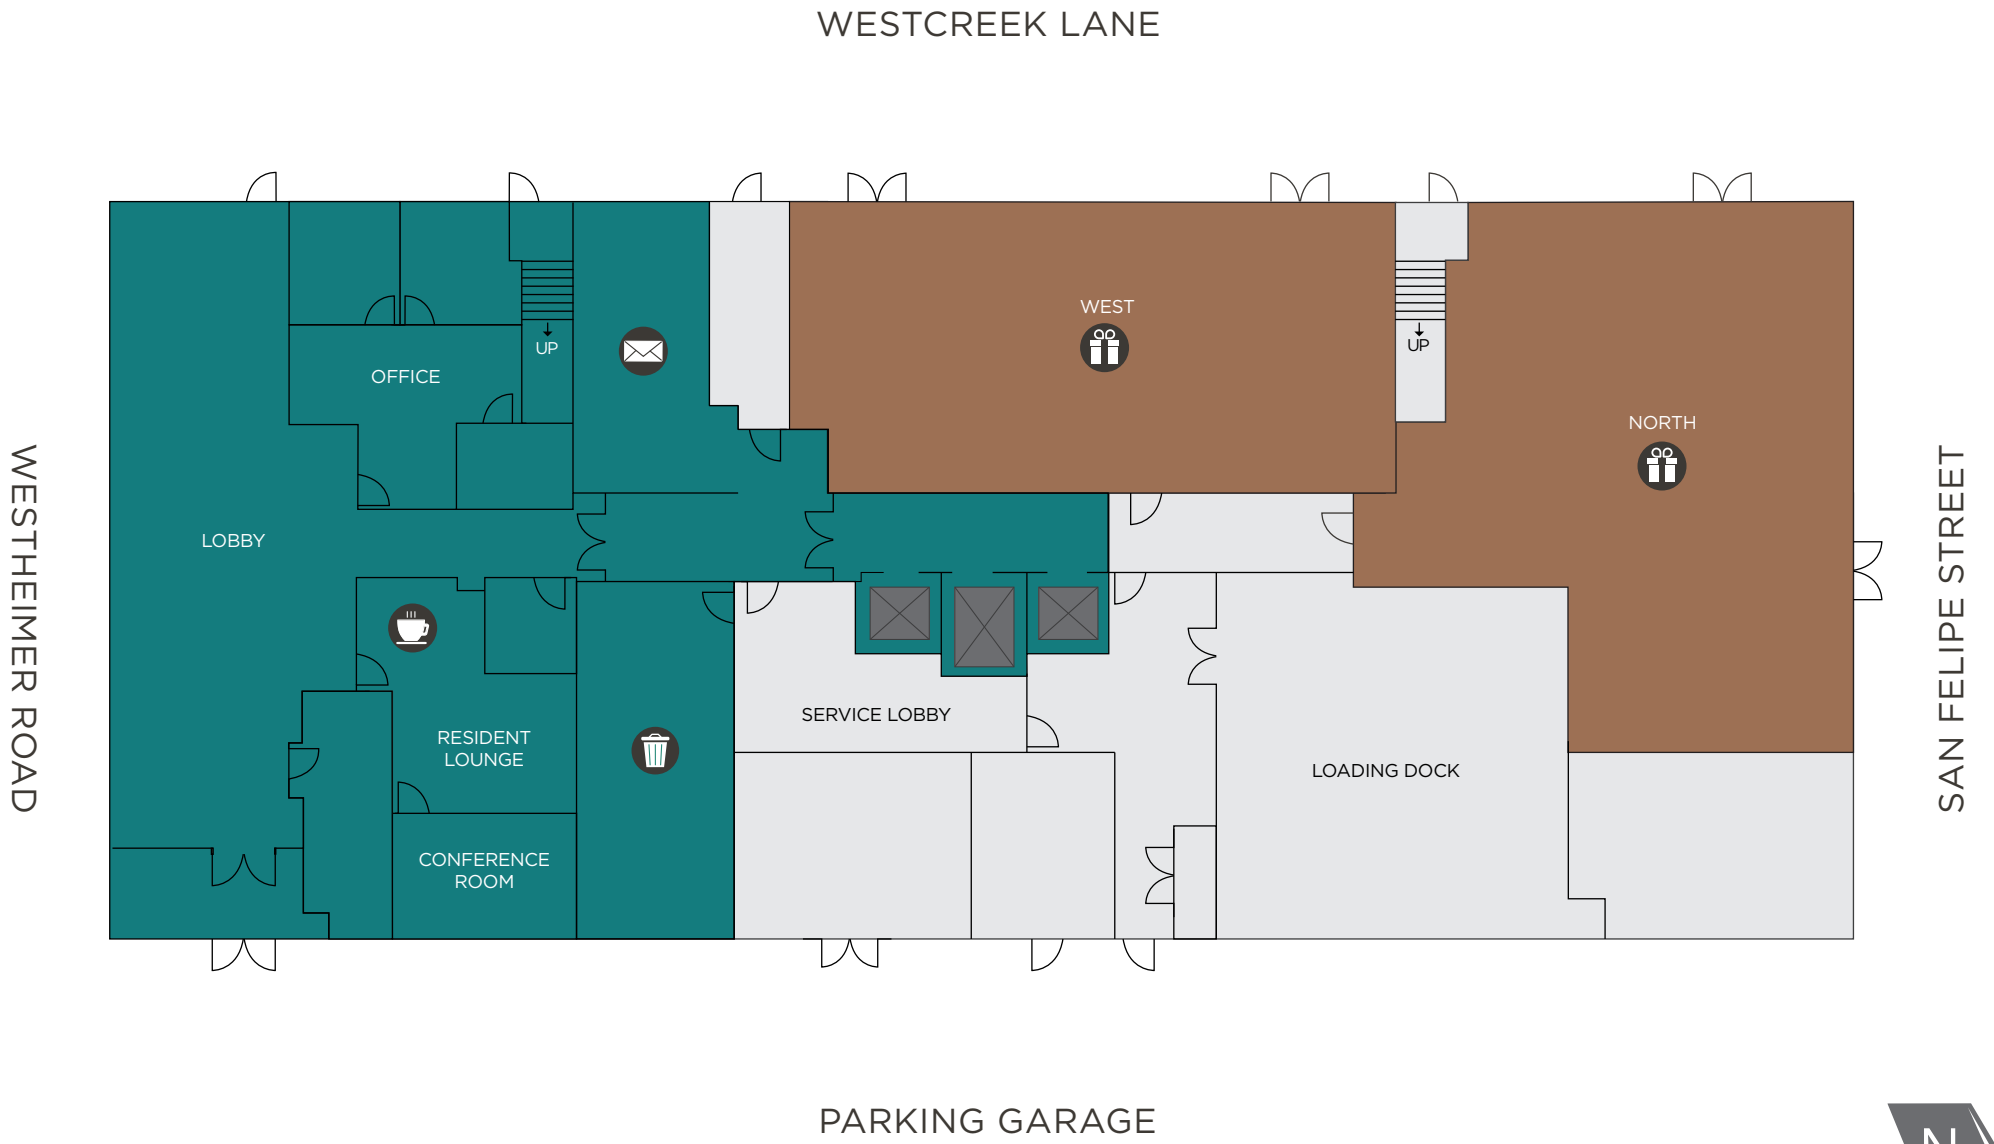 WESTCREEK LANE
WEST
UP
UP
OFFICE
NORTH
WESTHEIMER ROAD
SAN FELIPE STREET
LOBBY
SERVICE LOBBY
RESIDENT
LOUNGE
LOADING DOCK
CONFERENCE
ROOM
PARKING GARAGE
N